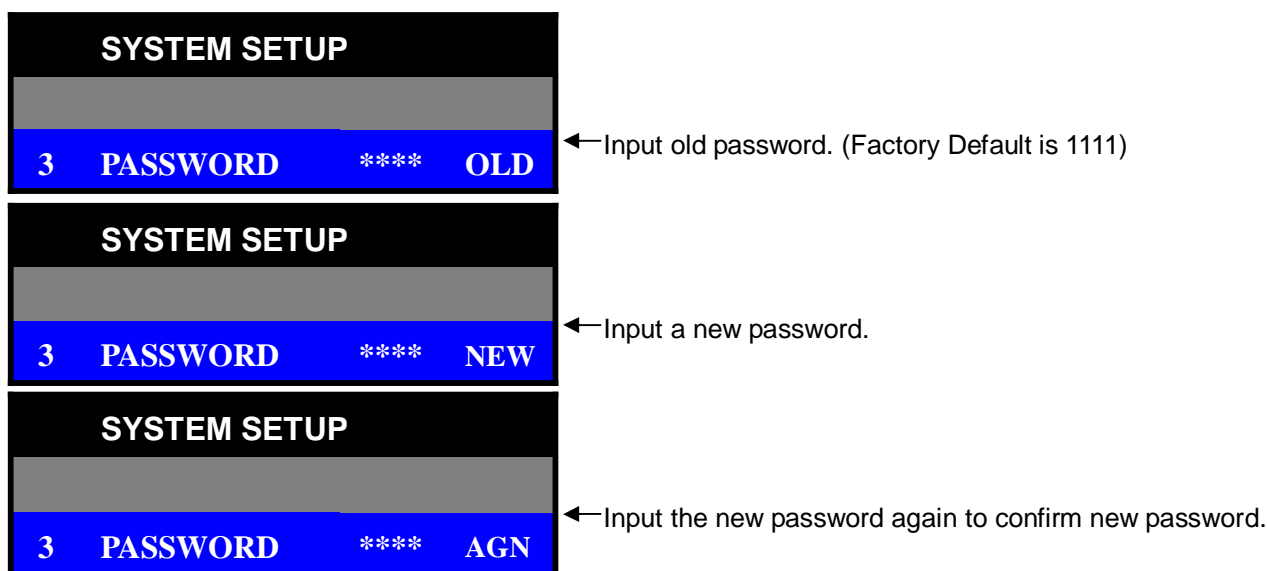 SYSTEM SETUP
3 PASSWORD **** OLD
Input old password. (Factory Default is 1111)
SYSTEM SETUP
3 PASSWORD **** NEW
Input a new password.
SYSTEM SETUP
3 PASSWORD **** AGN
Input the new password again to confirm new password.